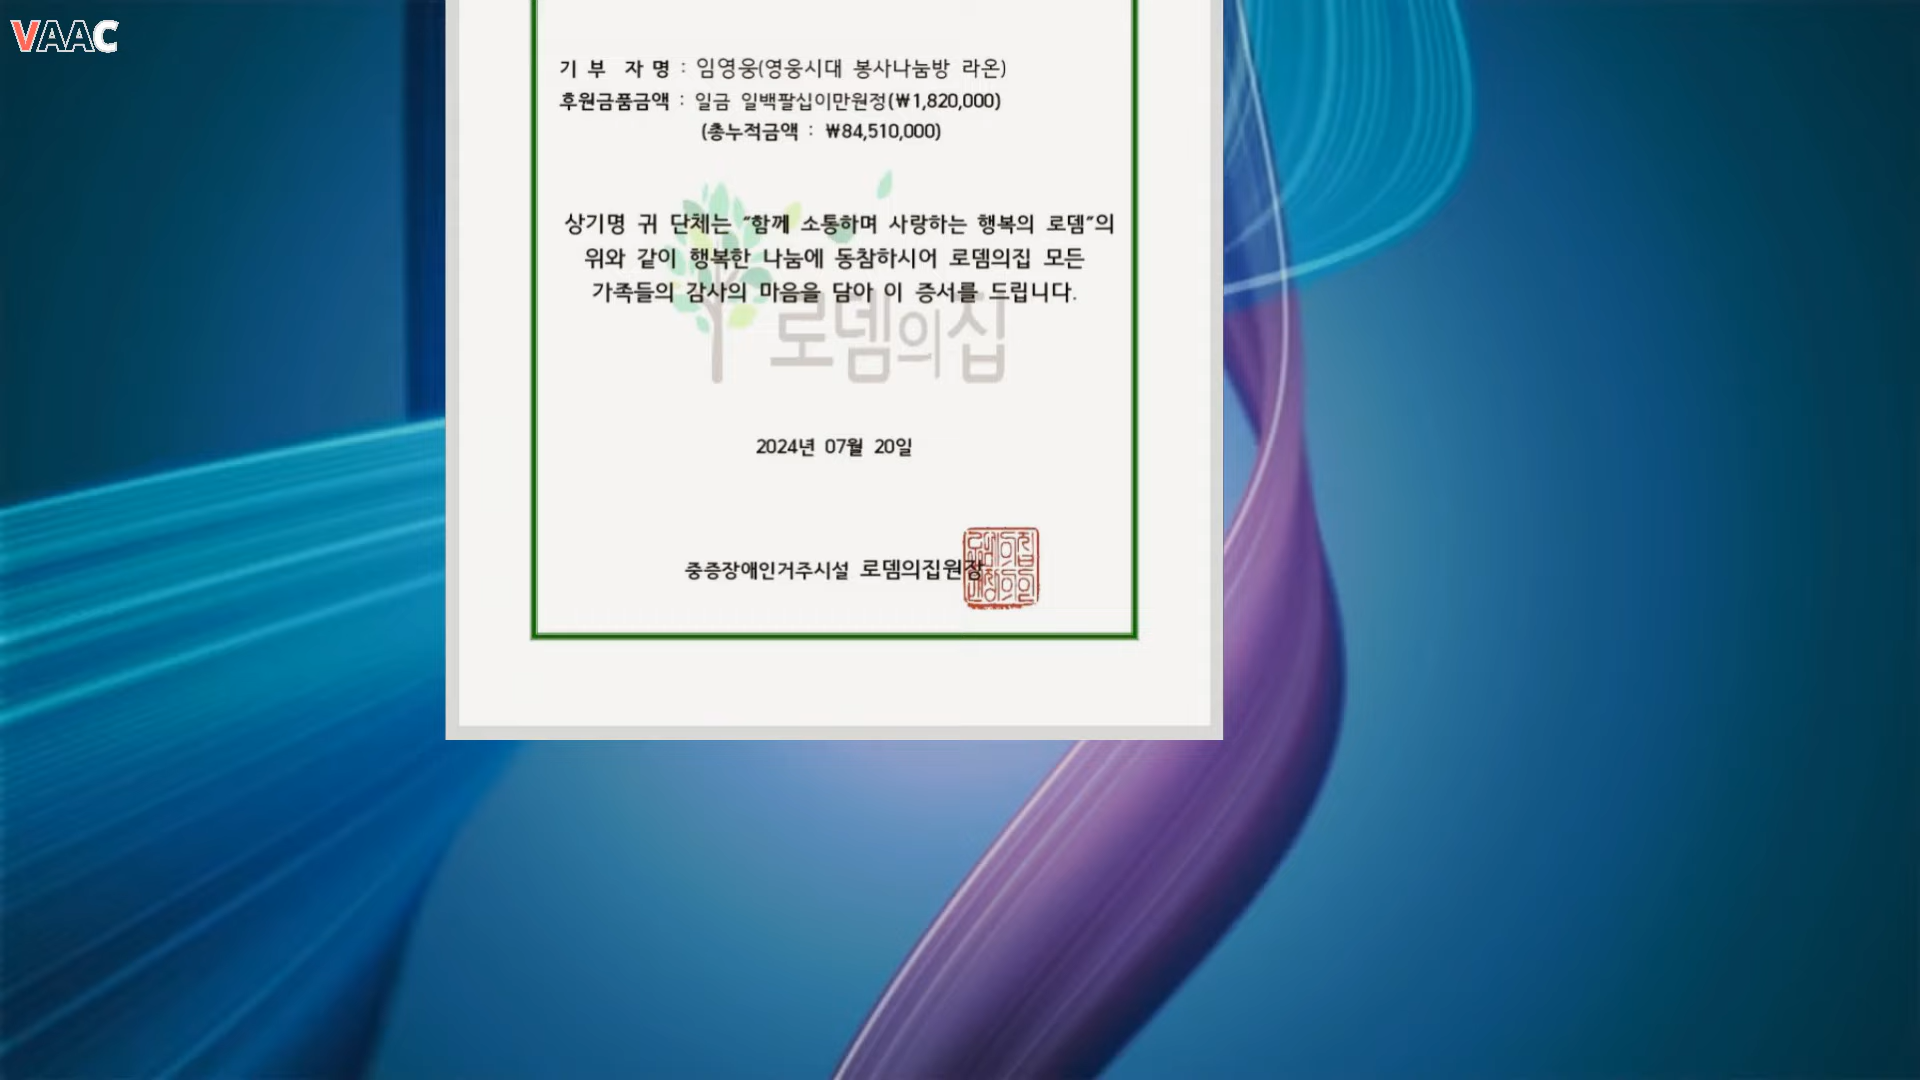 VAAC
기 부 자 명 : 임영웅(영웅시대 봉사나눔방 라온)
후원금품금액 : 일금 일백팔십이만원정(₩1,820,000)
(총누적금액 : ₩84,510,000)
상기명 귀 단체는 "함께 소통하며 사랑하는 행복의 로뎀"의
위와 같이 행복한 나눔에 동참하시어 로뎀의집 모든
가족들의 감사의 마음을 담아 이 증서를 드립니다.
로뎀의집
2024년 07월 20일
중증장애인거주시설 로뎀의집원장